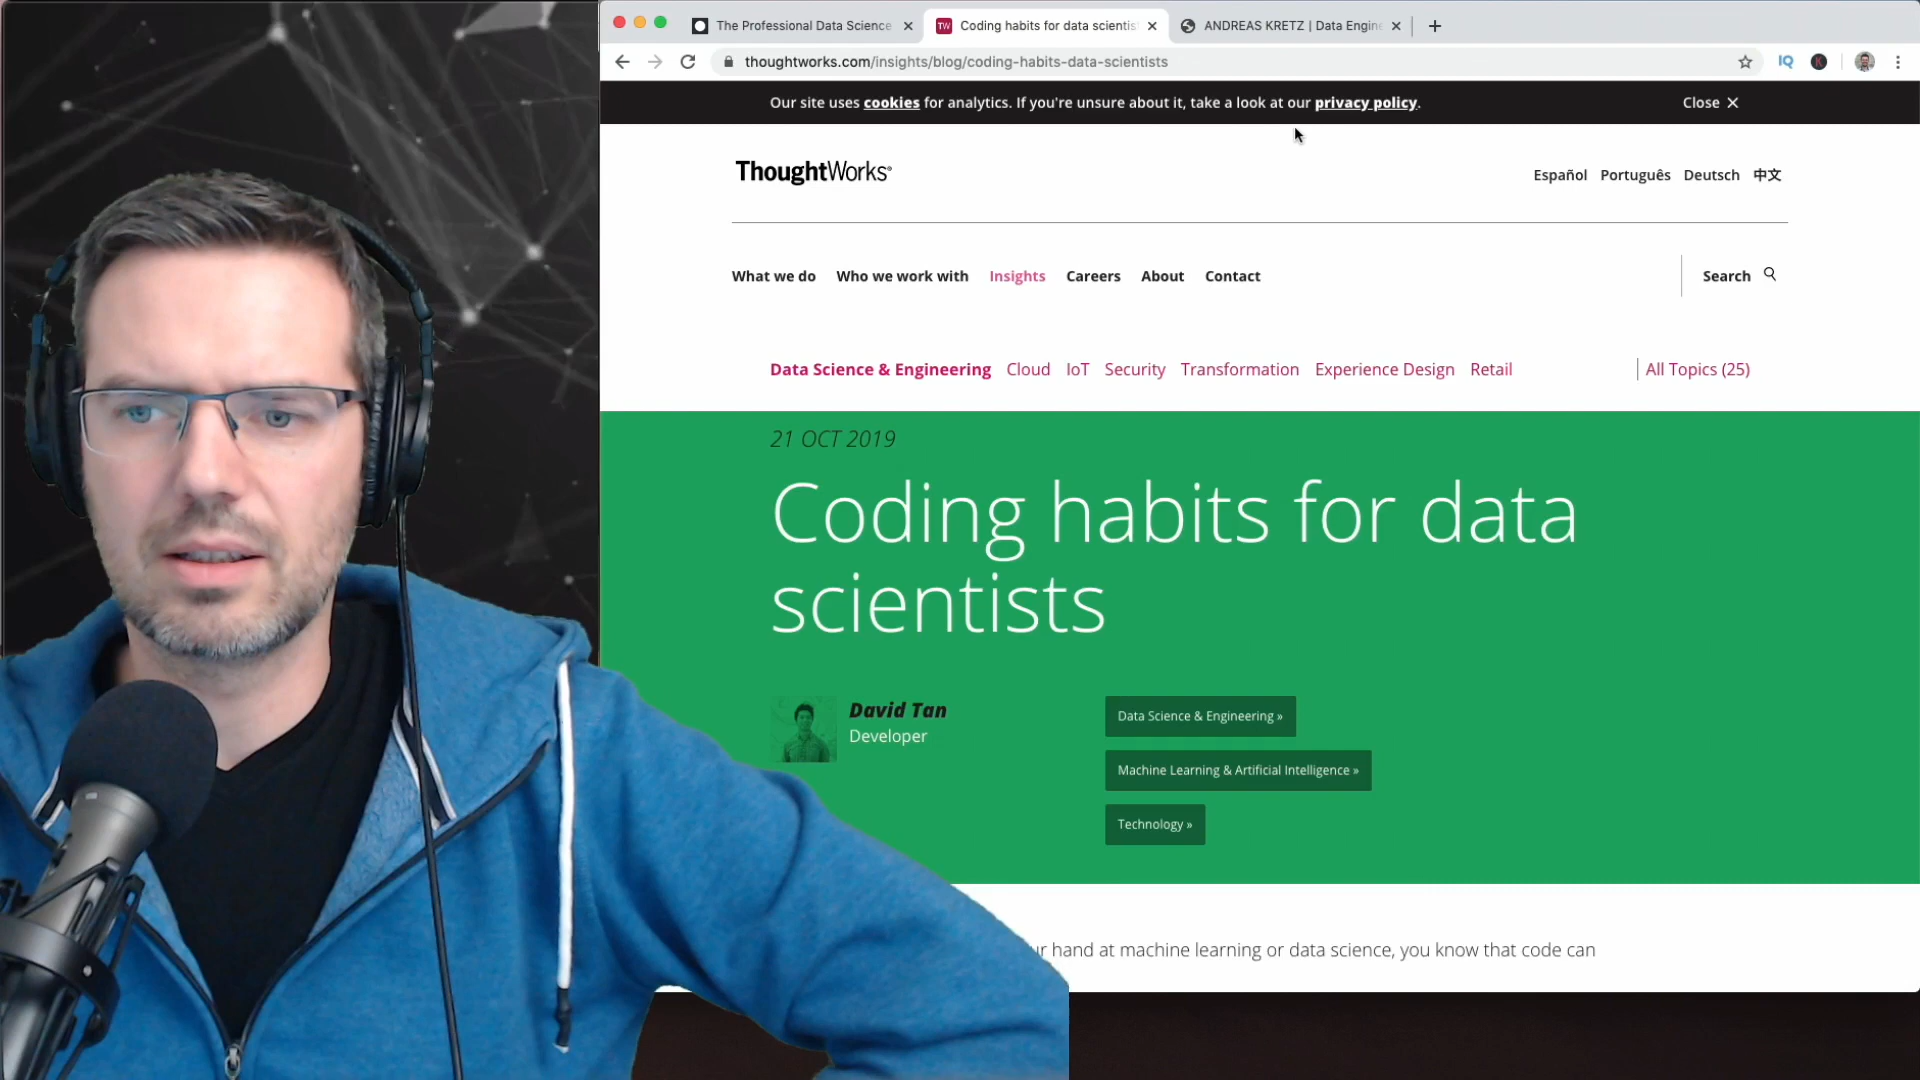 The Professional Data Science
TW
Coding habits for data scientis
ANDREAS KRETZ | Data Engine
thoughtworks.com/insights/blog/coding-habits-data-scientists
IQ
K
Our site uses cookies for analytics. If you're unsure about it, take a look at our privacy policy.
Close
ThoughtWorks®
Español Português Deutsch 中文
What we do Who we work with Insights Careers About Contact
Search
Data Science & Engineering Cloud IoT Security Transformation Experience Design Retail
All Topics (25)
21 OCT 2019
Coding habits for data
scientists
David Tan
Developer
Data Science & Engineering »
Machine Learning & Artificial Intelligence »
Technology »
ur hand at machine learning or data science, you know that code can